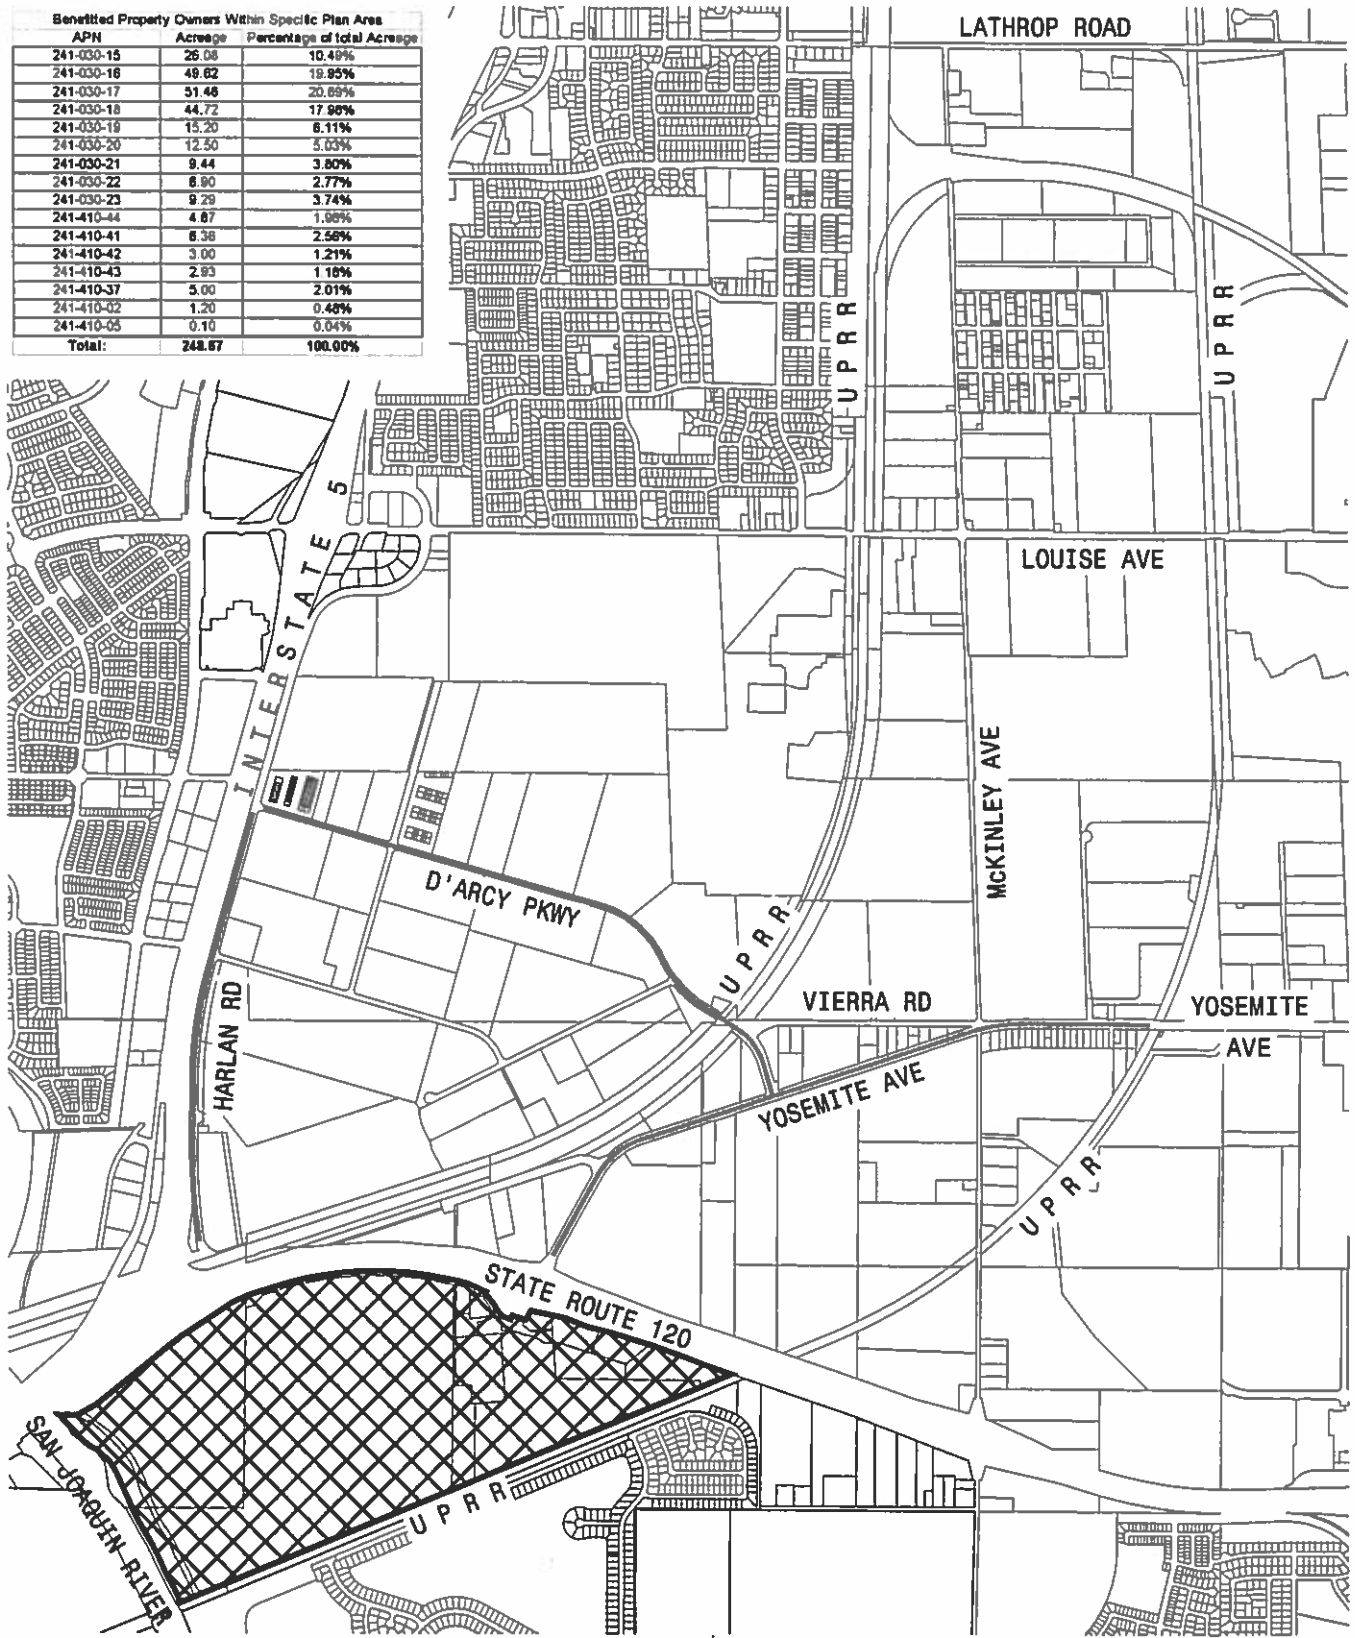 Benefitted Property Owners Within Specific Plan Area
APN Acreage Percentage of total Acreage
241-030-15 26.08 10.49%
241-030-16 49.62 19.95%
241-030-17 51.46 20.69%
241-030-18 44.72 17.98%
241-030-19 15.20 6.11%
241-030-20 12.50 5.03%
241-030-21 9.44 3.80%
241-030-22 6.90 2.77%
241-030-23 9.29 3.74%
241-410-44 4.87 1.96%
241-410-41 6.36 2.56%
241-410-42 3.00 1.21%
241-410-43 2.93 1.18%
241-410-37 5.00 2.01%
241-410-02 1.20 0.48%
241-410-05 0.10 0.04%
Total: 248.67 100.00%
LATHROP ROAD
UPRR
UPRR
INTERSTATE 5
LOUISE AVE
MCKINLEY AVE
D'ARCY PKWY
UPRR
HARLAN RD
VIERRA RD
YOSEMITE
AVE
YOSEMITE AVE
UPRR
STATE ROUTE 120
SAN JOAQUIN RIVER
UPRR